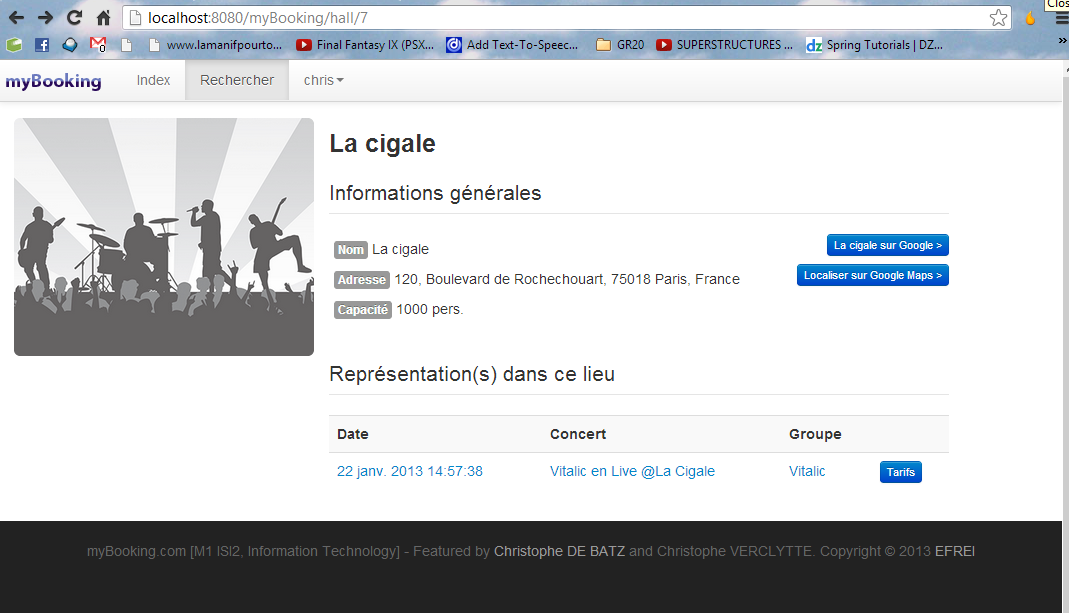 Clos
localhost:8080/myBooking/hall/7
0 www.lamanifpourto... Final Fantasy IX (PSX... Add Text-To-Speec... GR20 SUPERSTRUCTURES ... dz Spring Tutorials | DZ... »
myBooking Index Rechercher chris
La cigale
Informations générales
Nom La cigale
La cigale sur Google >
Adresse 120, Boulevard de Rochechouart, 75018 Paris, France
Localiser sur Google Maps >
Capacité 1000 pers.
Représentation(s) dans ce lieu
Date Concert Groupe
22 janv. 2013 14:57:38 Vitalic en Live @La Cigale Vitalic Tarifs
myBooking.com [M1 ISI2, Information Technology] - Featured by Christophe DE BATZ and Christophe VERCLYTTE. Copyright © 2013 EFREI